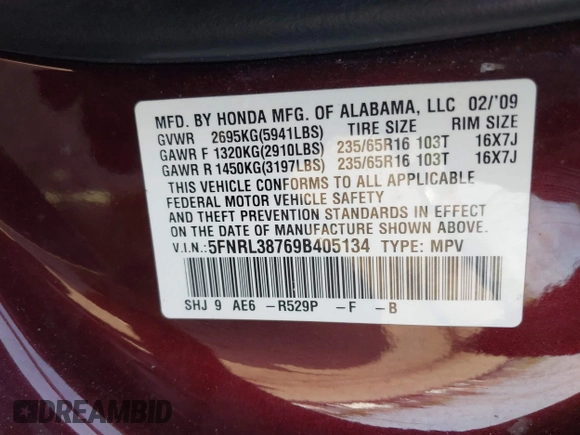 MFD. BY HONDA MFG. OF ALABAMA, LLC 02/'09
GVWR 2695KG(5941LBS) TIRE SIZE RIM SIZE
GAWR F 1320KG(2910LBS) 235/65R16 103T 16X7J
GAWR R 1450KG(3197LBS) 235/65R16 103T 16X7J
THIS VEHICLE CONFORMS TO ALL APPLICABLE
FEDERAL MOTOR VEHICLE SAFETY
AND THEFT PREVENTION STANDARDS IN EFFECT
ON THE DATE OF MANUFACTURE SHOWN ABOVE.
V.I.N.:5FNRL38769B405134 TYPE: MPV
SHJ 9 AE6 -R529P -F -B
DREAMBID